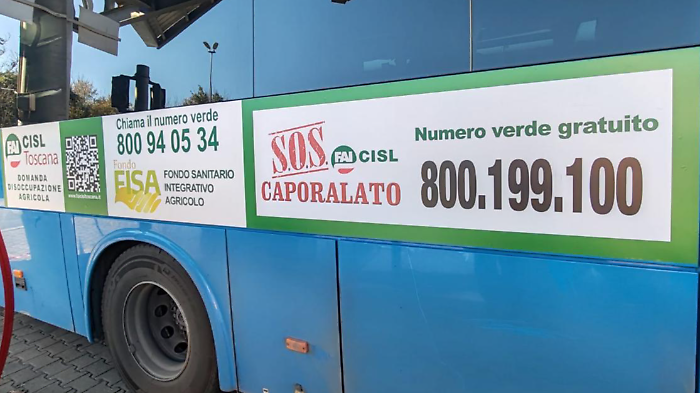 FAI CISL
Toscana
DOMANDA
DISOCCUPAZIONE
AGRICOLA
Chiama il numero verde
800 94 05 34
Fondo
FISA
FONDO SANITARIO
INTEGRATIVO
AGRICOLO
S.O.S.
FAI CISL
CAPORALATO
Numero verde gratuito
800.199.100